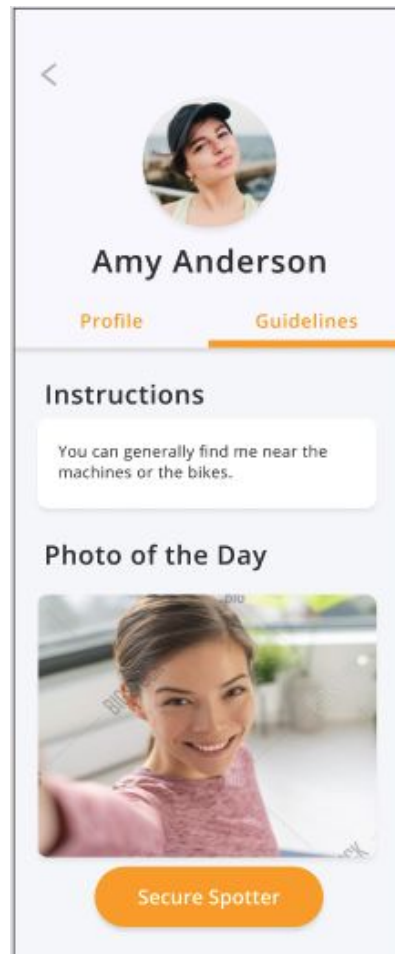 Amy Anderson
Profile
Guidelines
Instructions
You can generally find me near the
machines or the bikes.
Photo of the Day
Secure Spotter